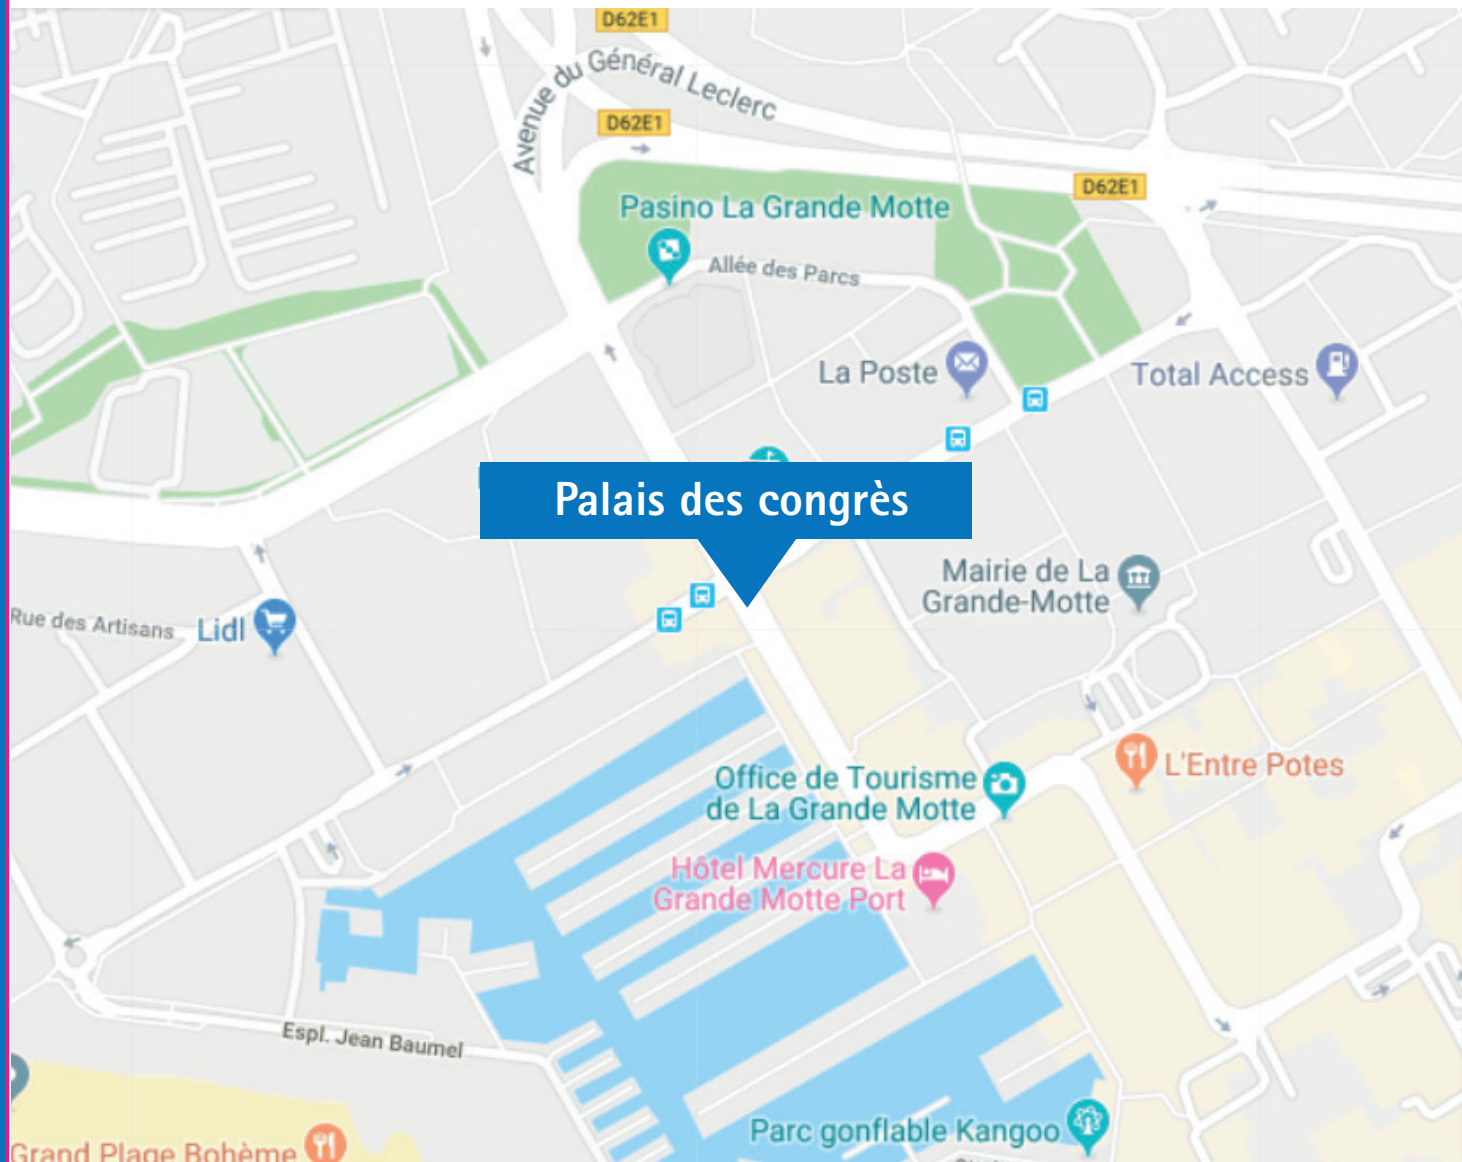 D62E1
Avenue du Général Leclerc
D62E1
D62E1
Pasino La Grande Motte
Allée des Parcs
La Poste
Total Access
Palais des congrès
Mairie de La
Grande-Motte
Rue des Artisans
Lidl
L'Entre Potes
Office de Tourisme
de La Grande Motte
Hôtel Mercure La
Grande Motte Port
Espl. Jean Baumel
Parc gonflable Kangoo
Grand Plage Bohème